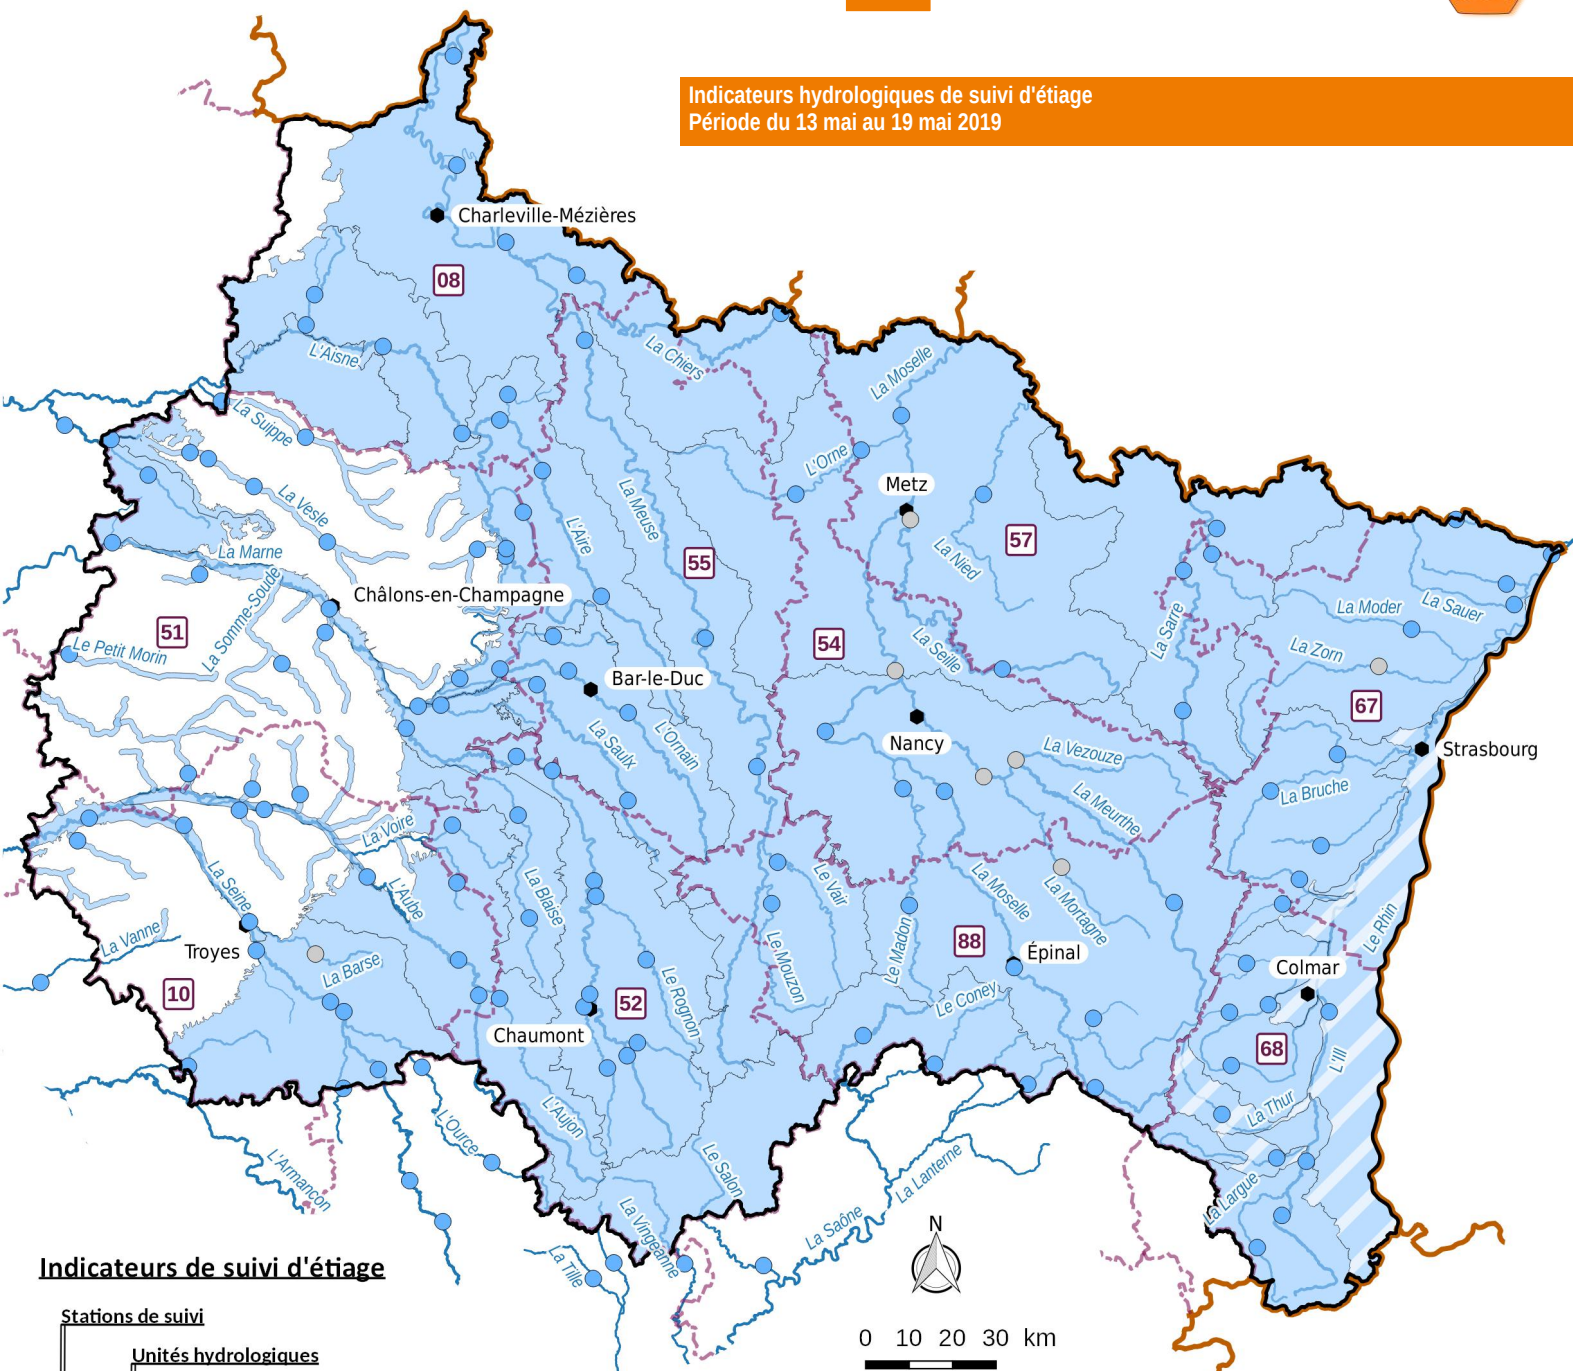 Indicateurs hydrologiques de suivi d'étiage
Période du 13 mai au 19 mai 2019
Charleville-Mézières
08
L'Aisne
La Chiers
La Moselle
La Suippe
L'Orne
Metz
La Vesle
La Meuse
L'Aire
La Nied
57
55
La Marne
Châlons-en-Champagne
La Somme-Soude
51
Le Petit Morin
La Moder
La Sauer
La Sarre
La Zorn
54
La Seille
Bar-le-Duc
67
Nancy
La Saulx
L'Ornain
La Vezouze
Strasbourg
La Bruche
La Meurthe
La Voire
La Seine
L'Aube
La Blaise
Le Vair
La Moselle
La Mortagne
Le Rhin
La Vanne
Troyes
La Barse
10
Le Mouzon
Le Madon
88
Épinal
Colmar
Le Coney
52
Le Rognon
Chaumont
68
L'Ill
La Thur
L'Aujon
L'Ource
L'Armançon
Le Salon
La Lanterne
La Largue
La Vingeanne
La Saône
La Tille
N
Indicateurs de suivi d'étiage
Stations de suivi
Unités hydrologiques
0 10 20 30 km